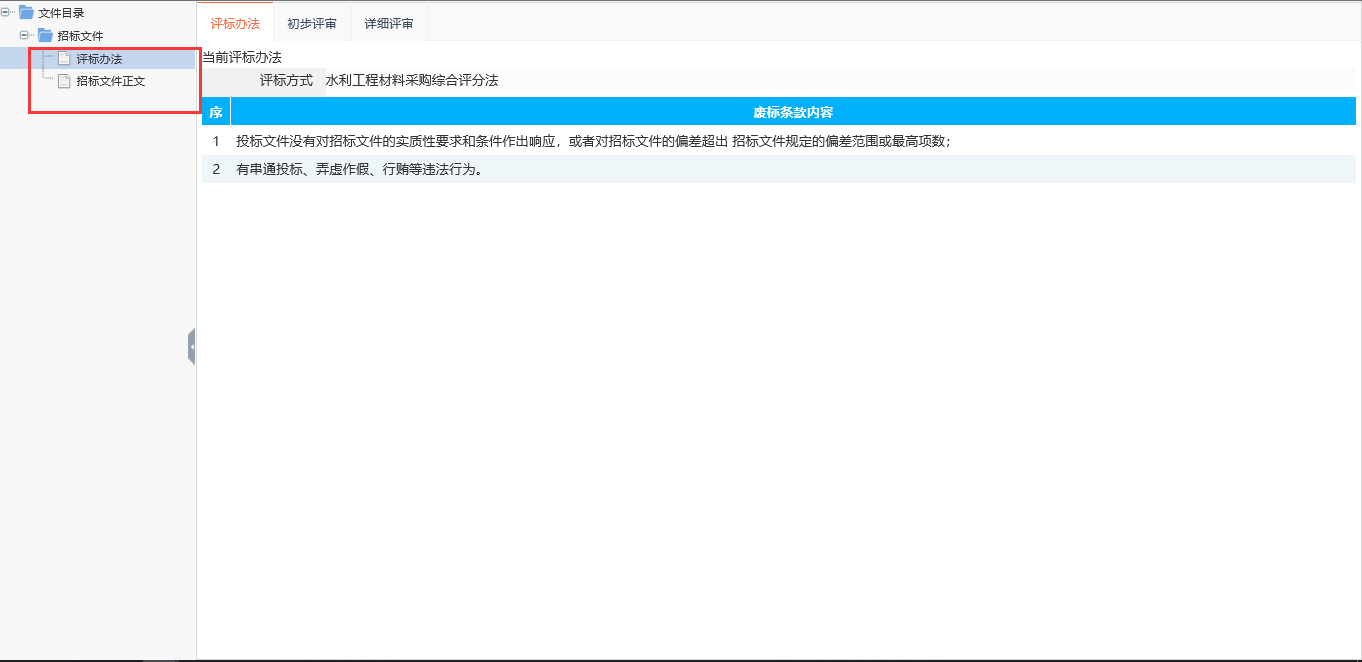 文件目录
招标文件
评标办法
招标文件正文
评标办法 初步评审 详细评审
当前评标办法
评标方式 水利工程材料采购综合评分法
序 废标条款内容
1 投标文件没有对招标文件的实质性要求和条件作出响应，或者对招标文件的偏差超出 招标文件规定的偏差范围或最高项数；
2 有串通投标、弄虚作假、行贿等违法行为。